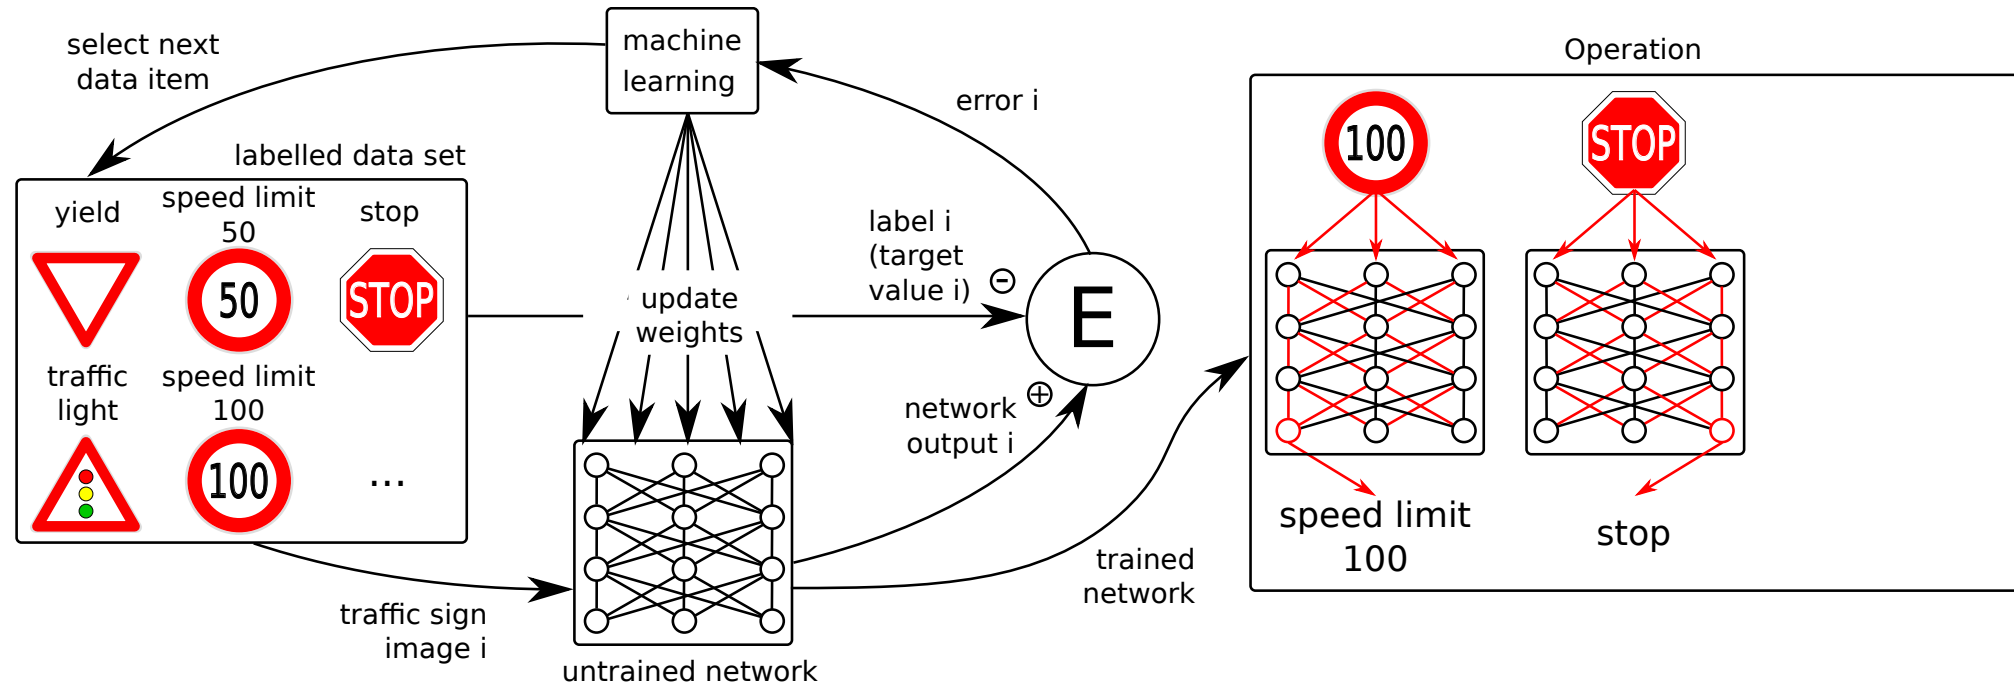 select next
data item
machine
learning
error i
Operation
labelled data set
yield
speed limit
50
stop
50
STOP
traffic
light
speed limit
100
100
...
update
weights
label i
(target
value i)
-
E
+
network
output i
traffic sign
image i
untrained network
trained
network
100
STOP
speed limit
100
stop